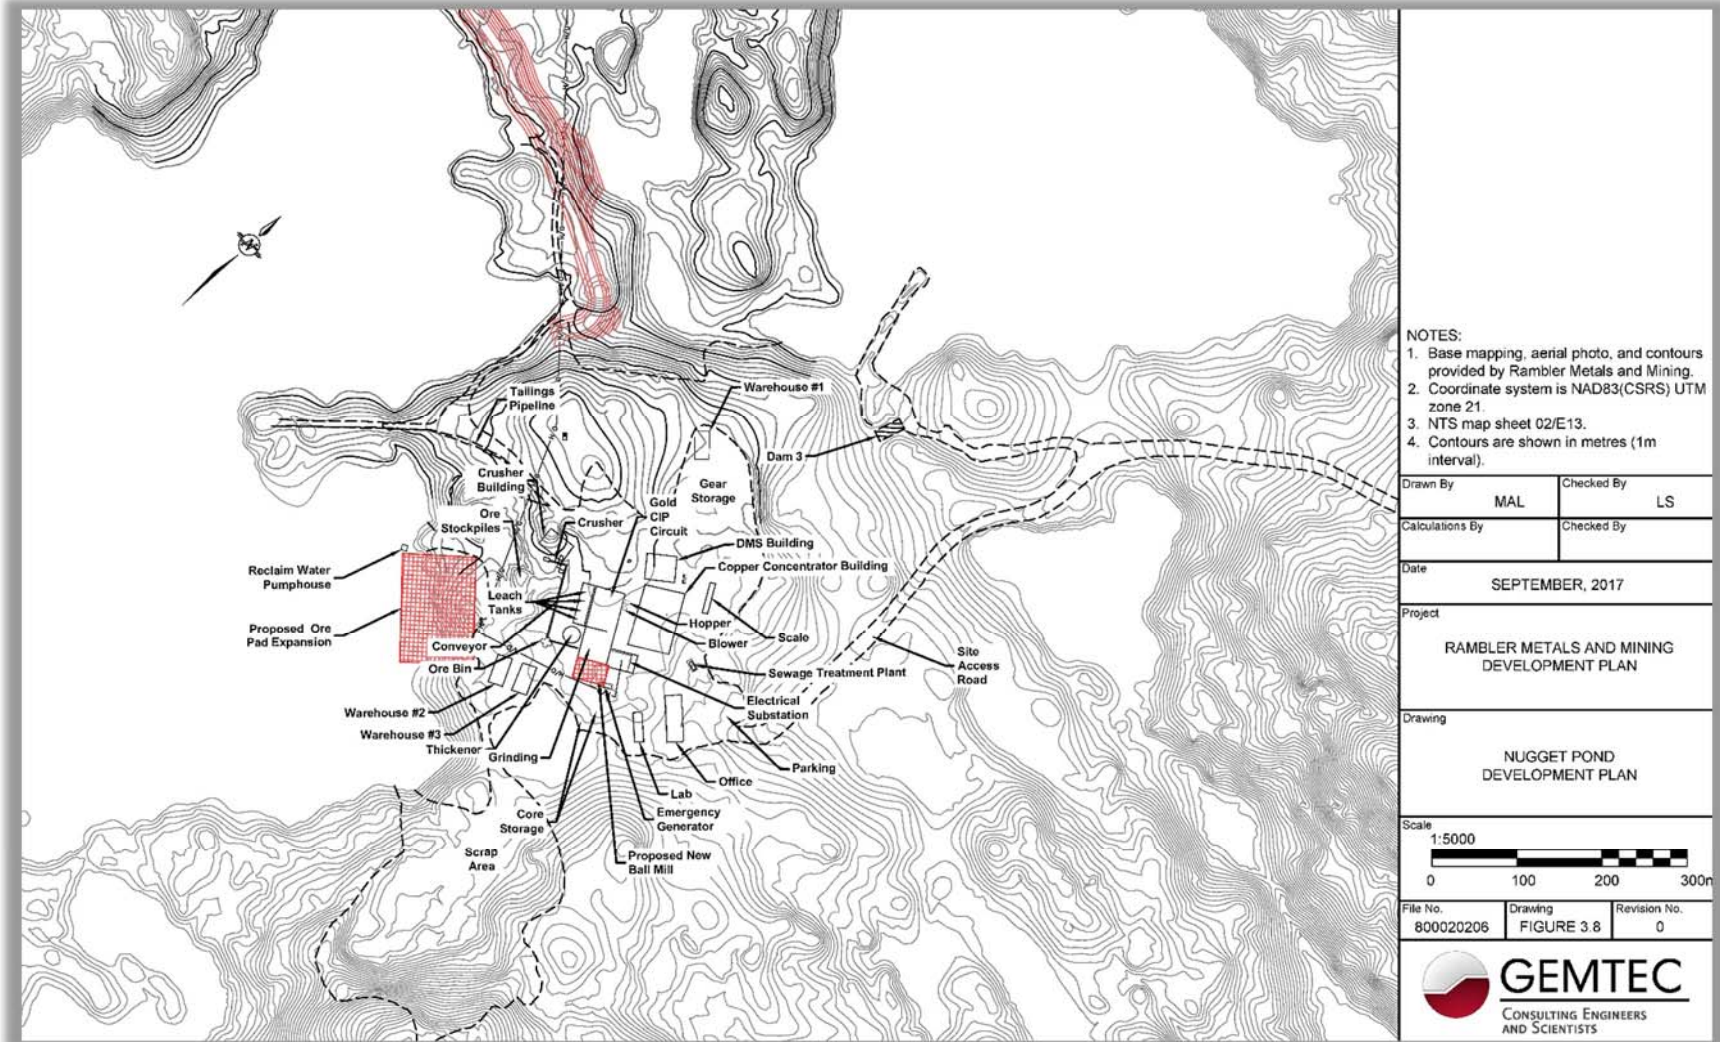 Tailings
Pipeline
Warehouse #1
Dam 3
Crusher
Building
Gear
Storage
Ore
Stockpiles
Gold
CIP
Circuit
Crusher
DMS Building
Copper Concentrator Building
Reclaim Water
Pumphouse
Leach
Tanks
Hopper
Scale
Proposed Ore
Pad Expansion
Conveyor
Blower
Ore Bin
Sewage Treatment Plant
Site
Access
Road
Electrical
Substation
Warehouse #2
Warehouse #3
Thickener
Grinding
Parking
Office
Lab
Core
Storage
Emergency
Generator
Scrap
Area
Proposed New
Ball Mill
NOTES:
1. Base mapping, aerial photo, and contours
provided by Rambler Metals and Mining.
2. Coordinate system is NAD83(CSRS) UTM
zone 21.
3. NTS map sheet 02/E13.
4. Contours are shown in metres (1m
interval).
Drawn By
MAL
Checked By
LS
Calculations By
Checked By
Date
SEPTEMBER, 2017
Project
RAMBLER METALS AND MINING
DEVELOPMENT PLAN
Drawing
NUGGET POND
DEVELOPMENT PLAN
Scale
1:5000
0 100 200 300m
File No.
800020206
Drawing
FIGURE 3.8
Revision No.
0
GEMTEC
CONSULTING ENGINEERS
AND SCIENTISTS